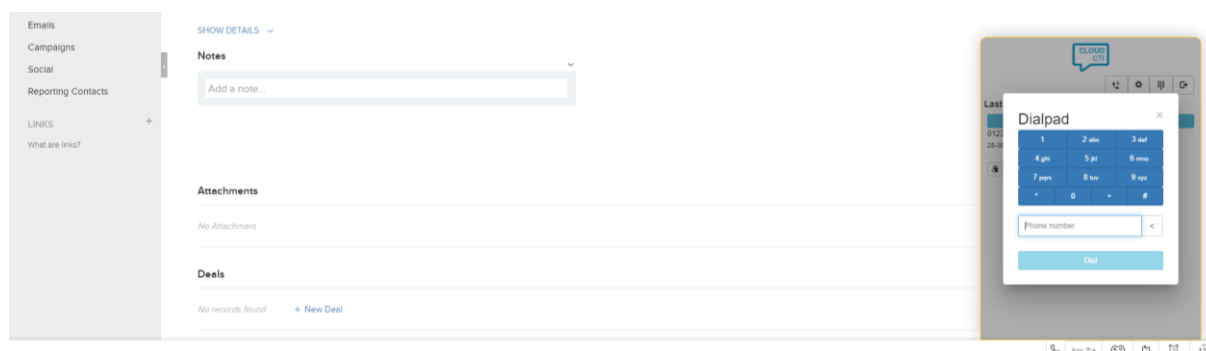 Emails
Campaigns
Social
Reporting Contacts
LINKS +
What are links?
SHOW DETAILS
Notes
Add a note...
Attachments
No Attachment
Deals
No records found + New Deal
CLOUD
CTI
Last
0123
Dialpad ×
1 2 abc 3 def
4 ghi 5 jkl 6 mno
7 pqrs 8 tuv 9 xyz
* 0 + #
Phone number <
Dial